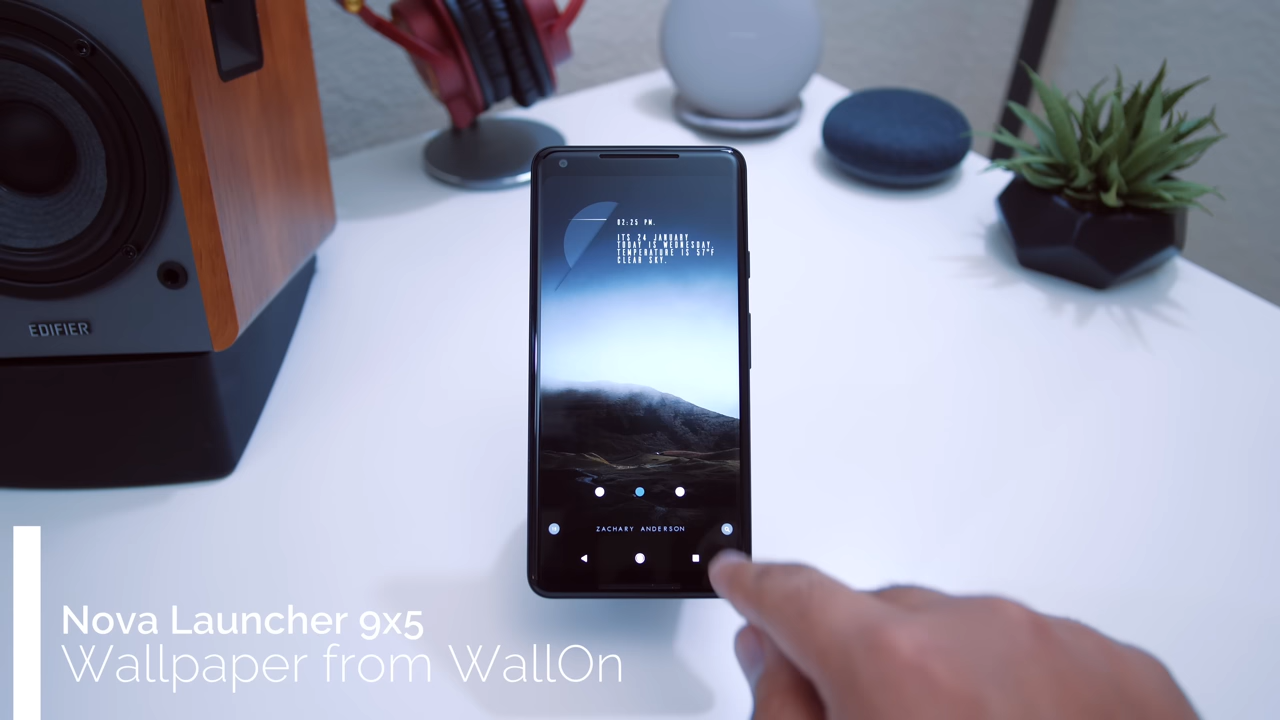 02:25 PM.
ITS 24 JANUARY
TODAY IS WEDNESDAY,
TEMPERATURE IS 57°F
CLEAR SKY.
ZACHARY ANDERSON
EDIFIER
Nova Launcher 9x5
Wallpaper from WallOn